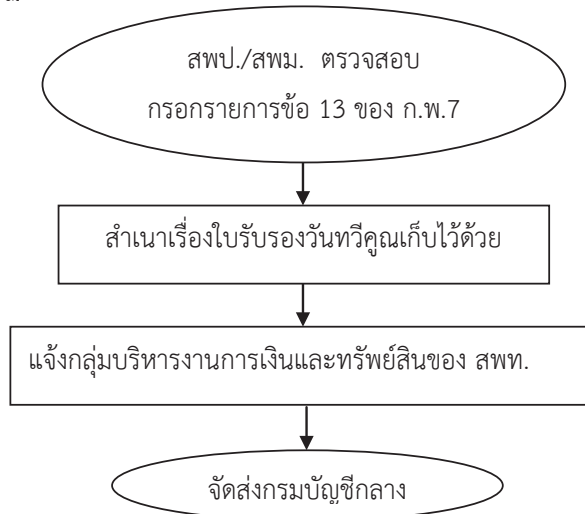 สพป./สพม. ตรวจสอบ
กรอกรายการข้อ 13 ของ ก.พ.7
สำเนาเรื่องใบรับรองวันทวีคูณเก็บไว้ด้วย
แจ้งกลุ่มบริหารงานการเงินและทรัพย์สินของ สพท.
จัดส่งกรมบัญชีกลาง